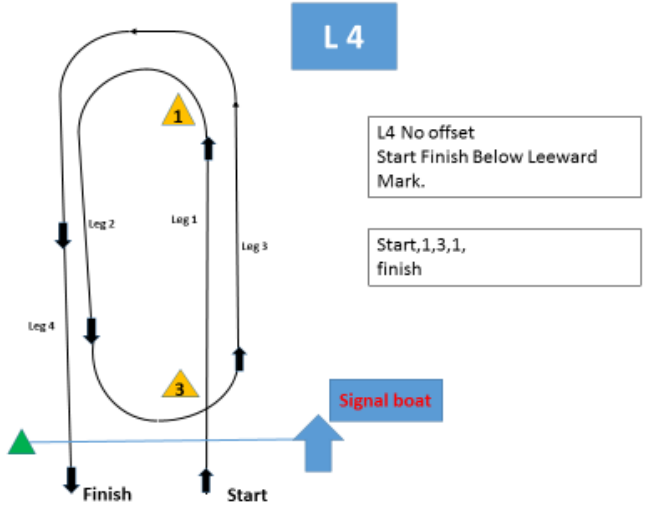 L 4
1
L4 No offset
Start Finish Below Leeward
Mark.
Leg 2
Leg 1
Leg 3
Start,1,3,1,
finish
Leg 4
3
Signal boat
Finish
Start